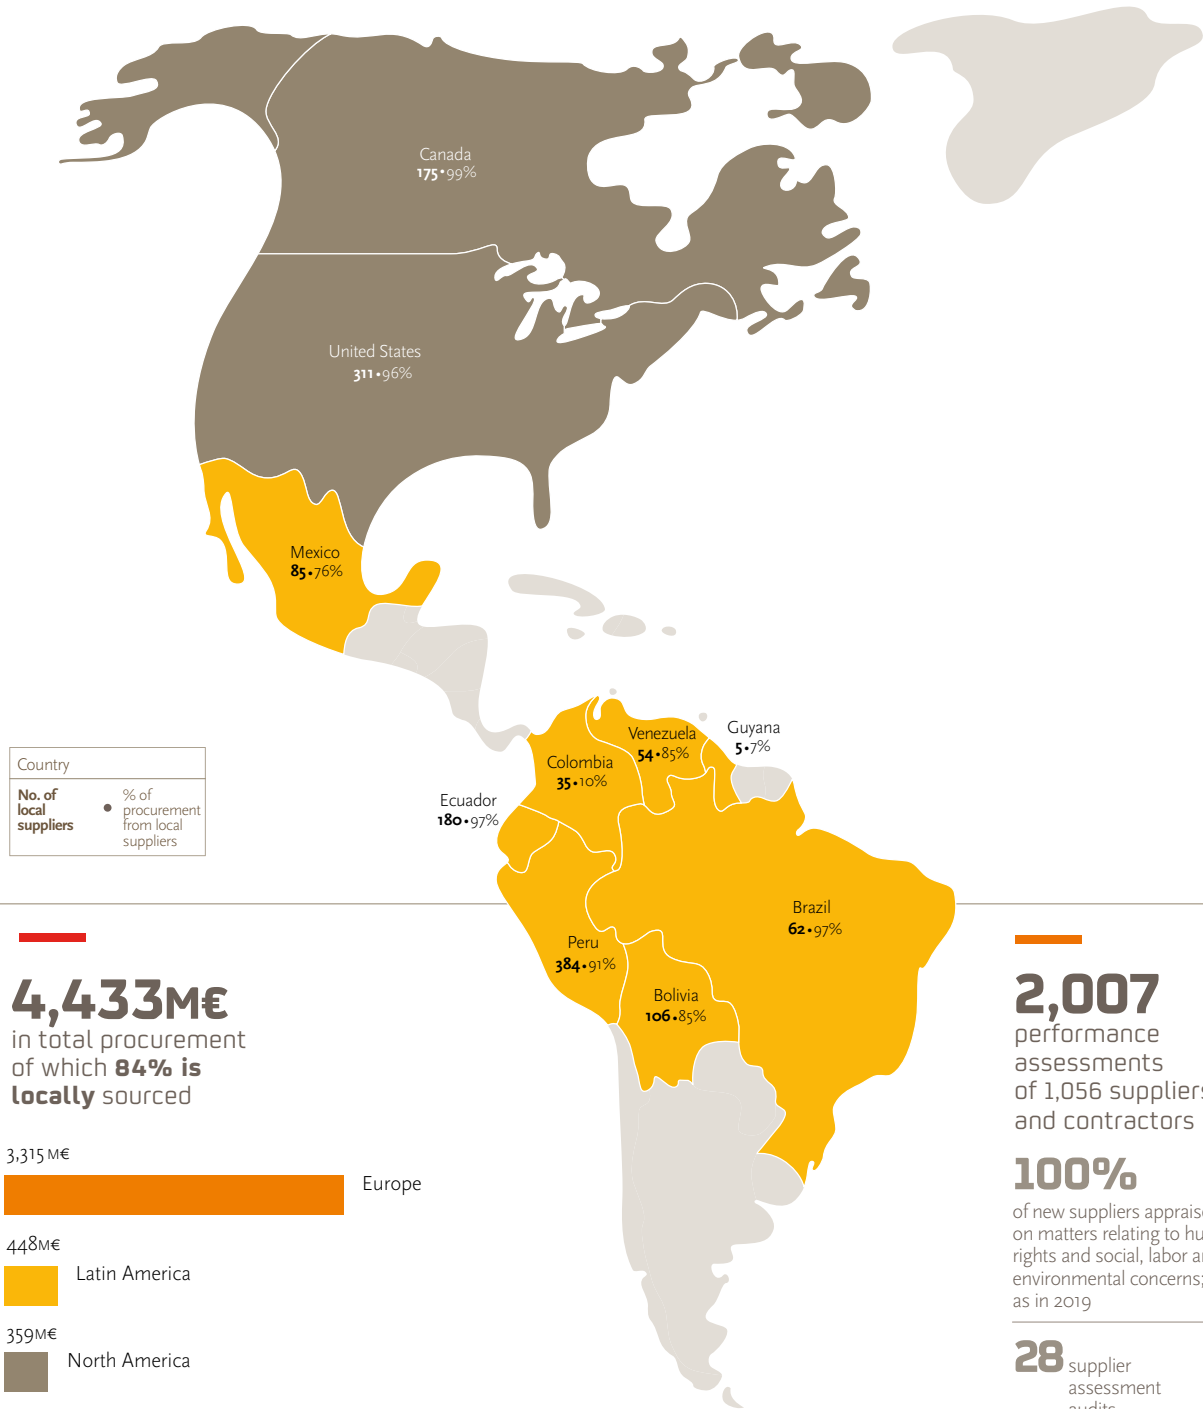 Canada
175•99%
United States
311•96%
Mexico
85•76%
Venezuela
54•85%
Guyana
5•7%
Colombia
35•10%
Ecuador
180•97%
Brazil
62•97%
Peru
384•91%
Bolivia
106•85%
Country
No. of
local
suppliers
•
% of
procurement
from local
suppliers
4,433M€
in total procurement
of which 84% is
locally sourced
3,315 M€
Europe
448M€
Latin America
359M€
North America
2,007
performance
assessments
of 1,056 suppliers
and contractors
100%
of new suppliers
on matters relating to
rights and social, labor
environmental concerns;
as in 2019
28 supplier
assessment
audits